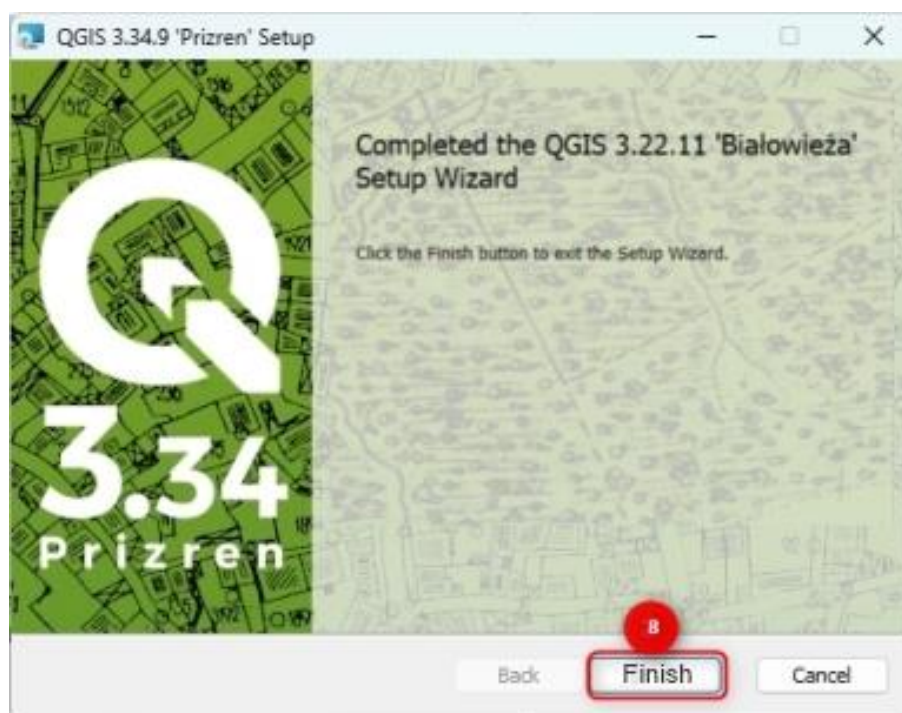 QGIS 3.34.9 'Prizren' Setup
Completed the QGIS 3.22.11 'Białowieża'
Setup Wizard
Click the Finish button to exit the Setup Wizard.
3.34
Prizren
8
Back
Finish
Cancel